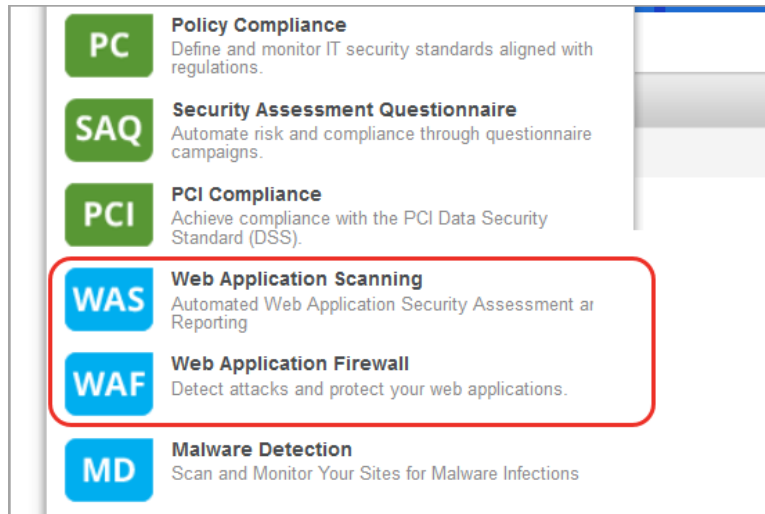 PC
Policy Compliance
Define and monitor IT security standards aligned with
regulations.
SAQ
Security Assessment Questionnaire
Automate risk and compliance through questionnaire
campaigns.
PCI
PCI Compliance
Achieve compliance with the PCI Data Security
Standard (DSS).
WAS
Web Application Scanning
Automated Web Application Security Assessment
Reporting
WAF
Web Application Firewall
Detect attacks and protect your web applications.
MD
Malware Detection
Scan and Monitor Your Sites for Malware Infections